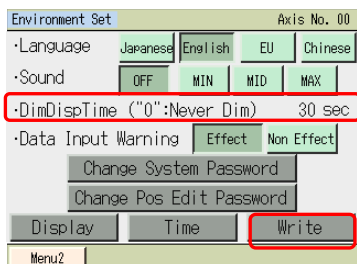 Environment Set Axis No. 00
·Language Japanese English EU Chinese
·Sound OFF MIN MID MAX
·DimDispTime ("0":Never Dim) 30 sec
·Data Input Warning Effect Non Effect
Change System Password
Change Pos Edit Password
Display Time Write
Menu2